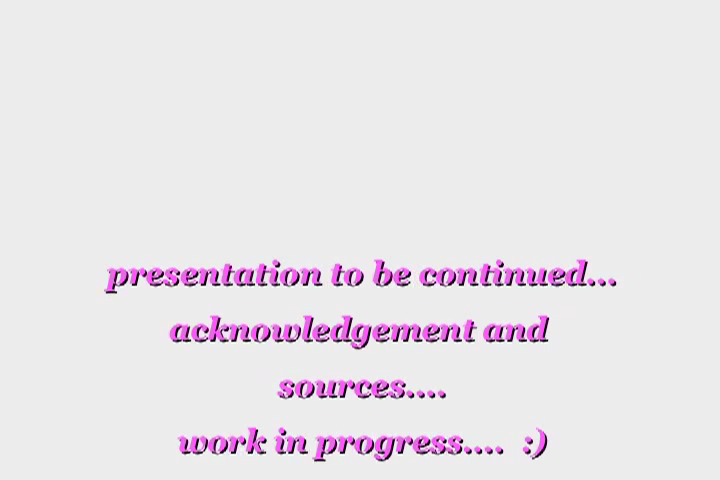 presentation to be continued...
acknowledgement and
sources....
work in progress.... :)